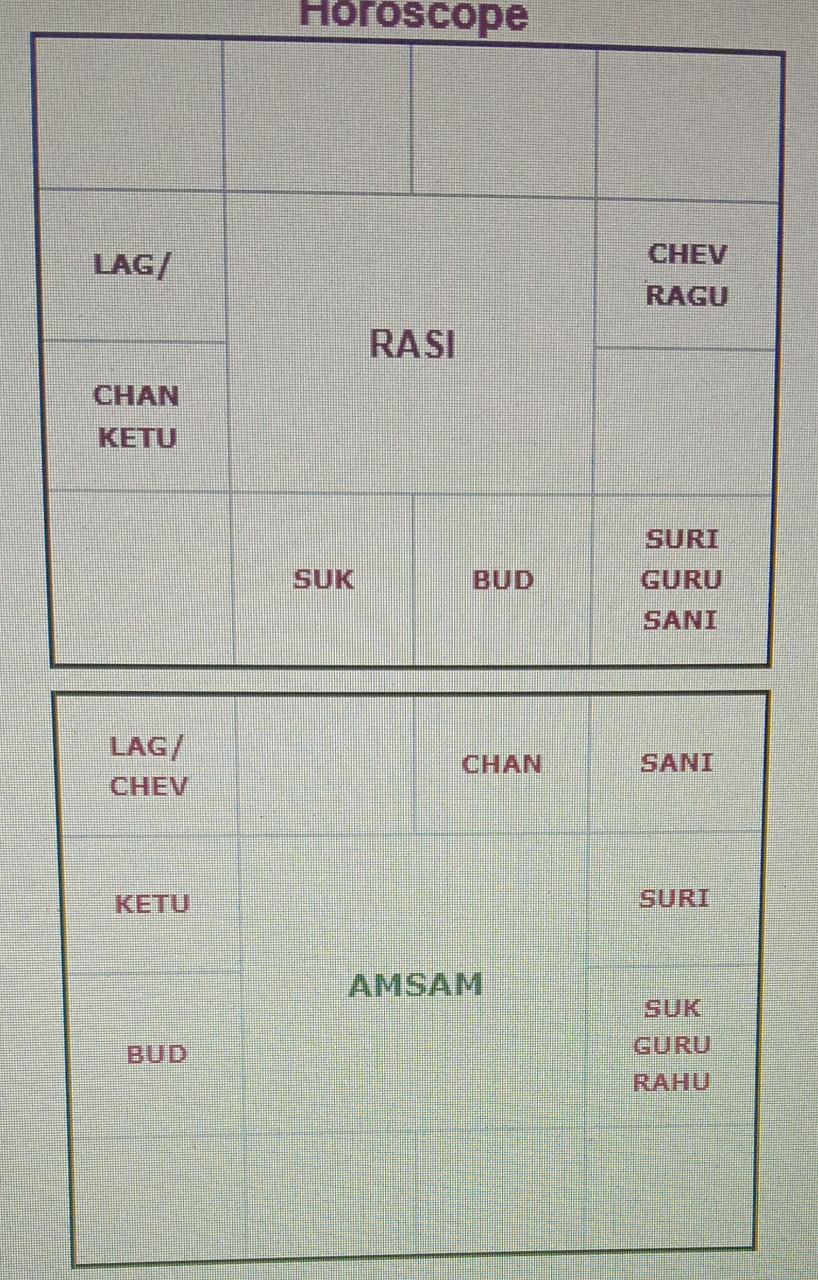 Horoscope
LAG/
CHEV
RAGU
RASI
CHAN
KETU
SUK
BUD
SURI
GURU
SANI
LAG/
CHEV
CHAN
SANI
KETU
SURI
AMSAM
BUD
SUK
GURU
RAHU